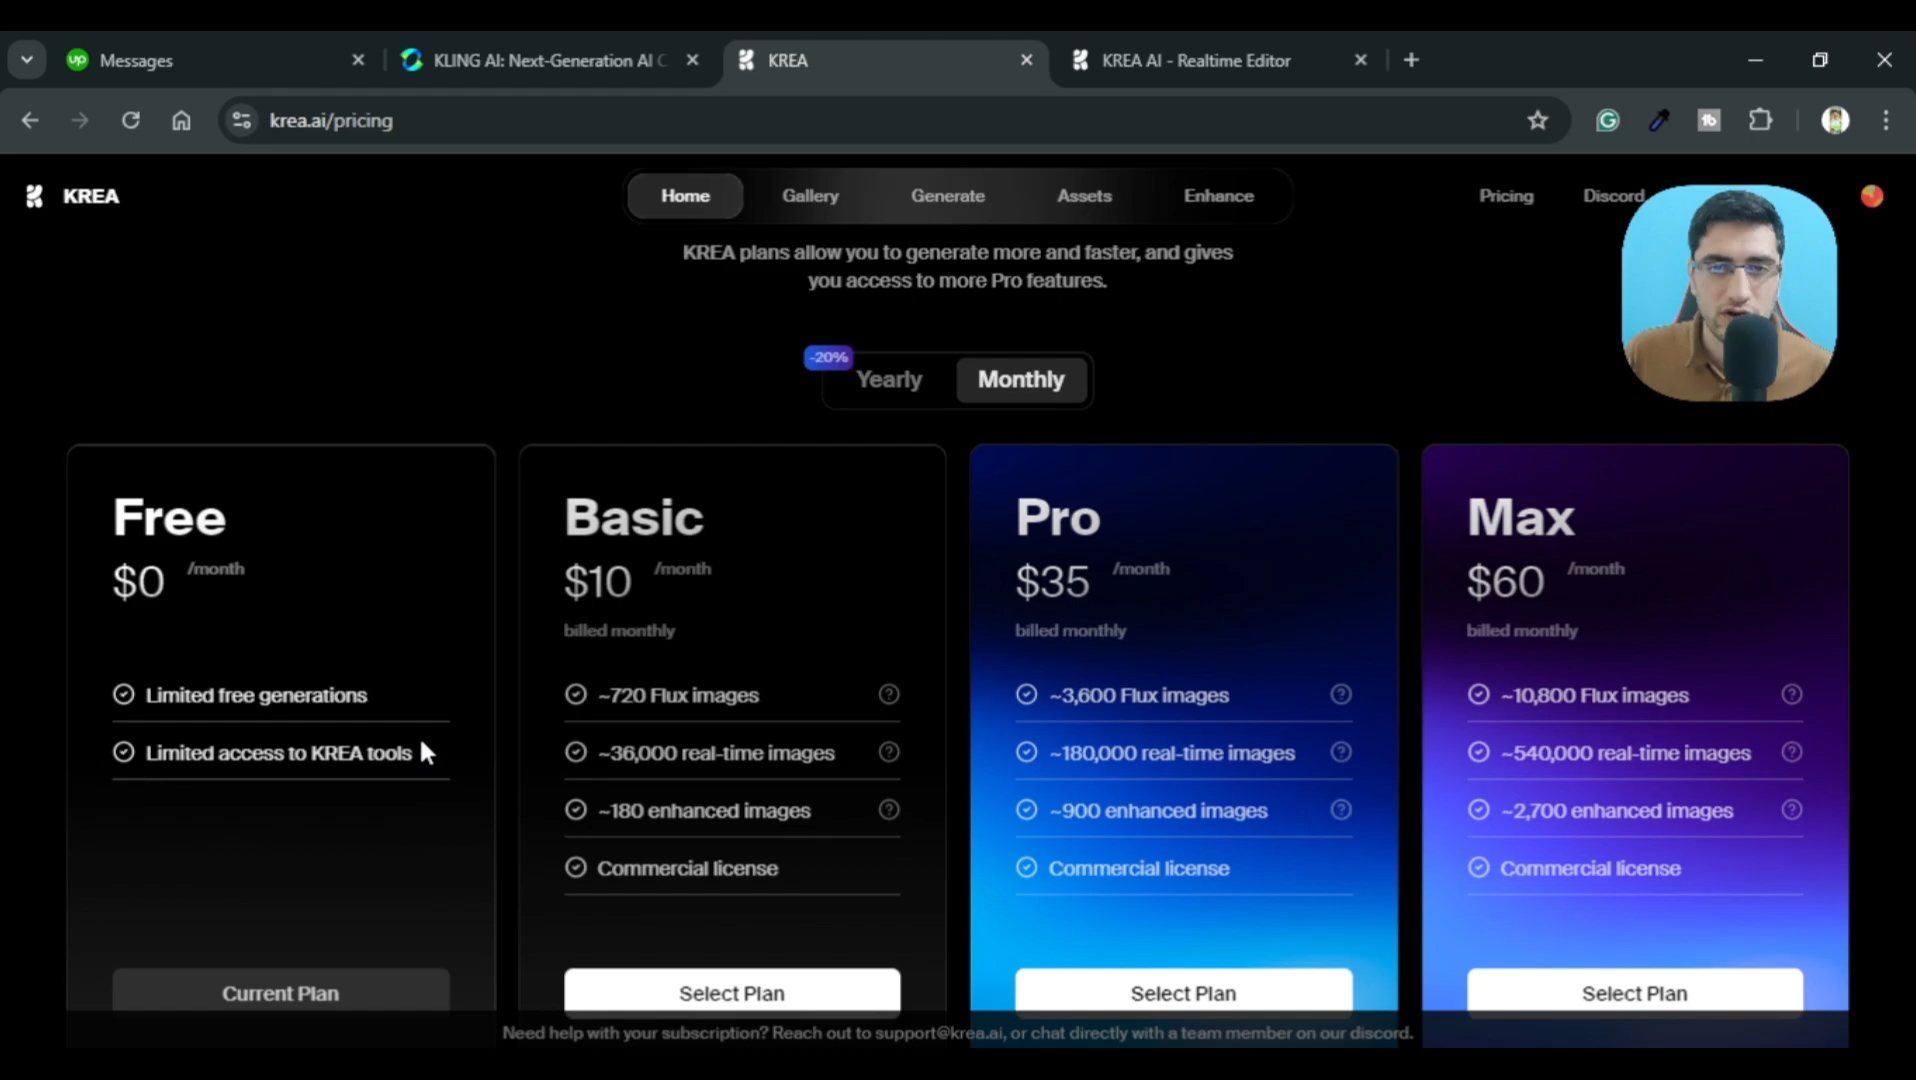 Messages
KLING AI: Next-Generation AI C
KREA
KREA AI - Realtime Editor
krea.ai/pricing
KREA
Home
Gallery
Generate
Assets
Enhance
Pricing
Discord
KREA plans allow you to generate more and faster, and gives
you access to more Pro features.
-20%
Yearly
Monthly
Free
$0 /month
Limited free generations
Limited access to KREA tools
Current Plan
Basic
$10 /month
billed monthly
~720 Flux images
~36,000 real-time images
~180 enhanced images
Commercial license
Select Plan
Pro
$35 /month
billed monthly
~3,600 Flux images
~180,000 real-time images
~900 enhanced images
Commercial license
Select Plan
Max
$60 /month
billed monthly
~10,800 Flux images
~540,000 real-time images
~2,700 enhanced images
Commercial license
Select Plan
Need help with your subscription? Reach out to support@krea.ai, or chat directly with a team member on our discord.